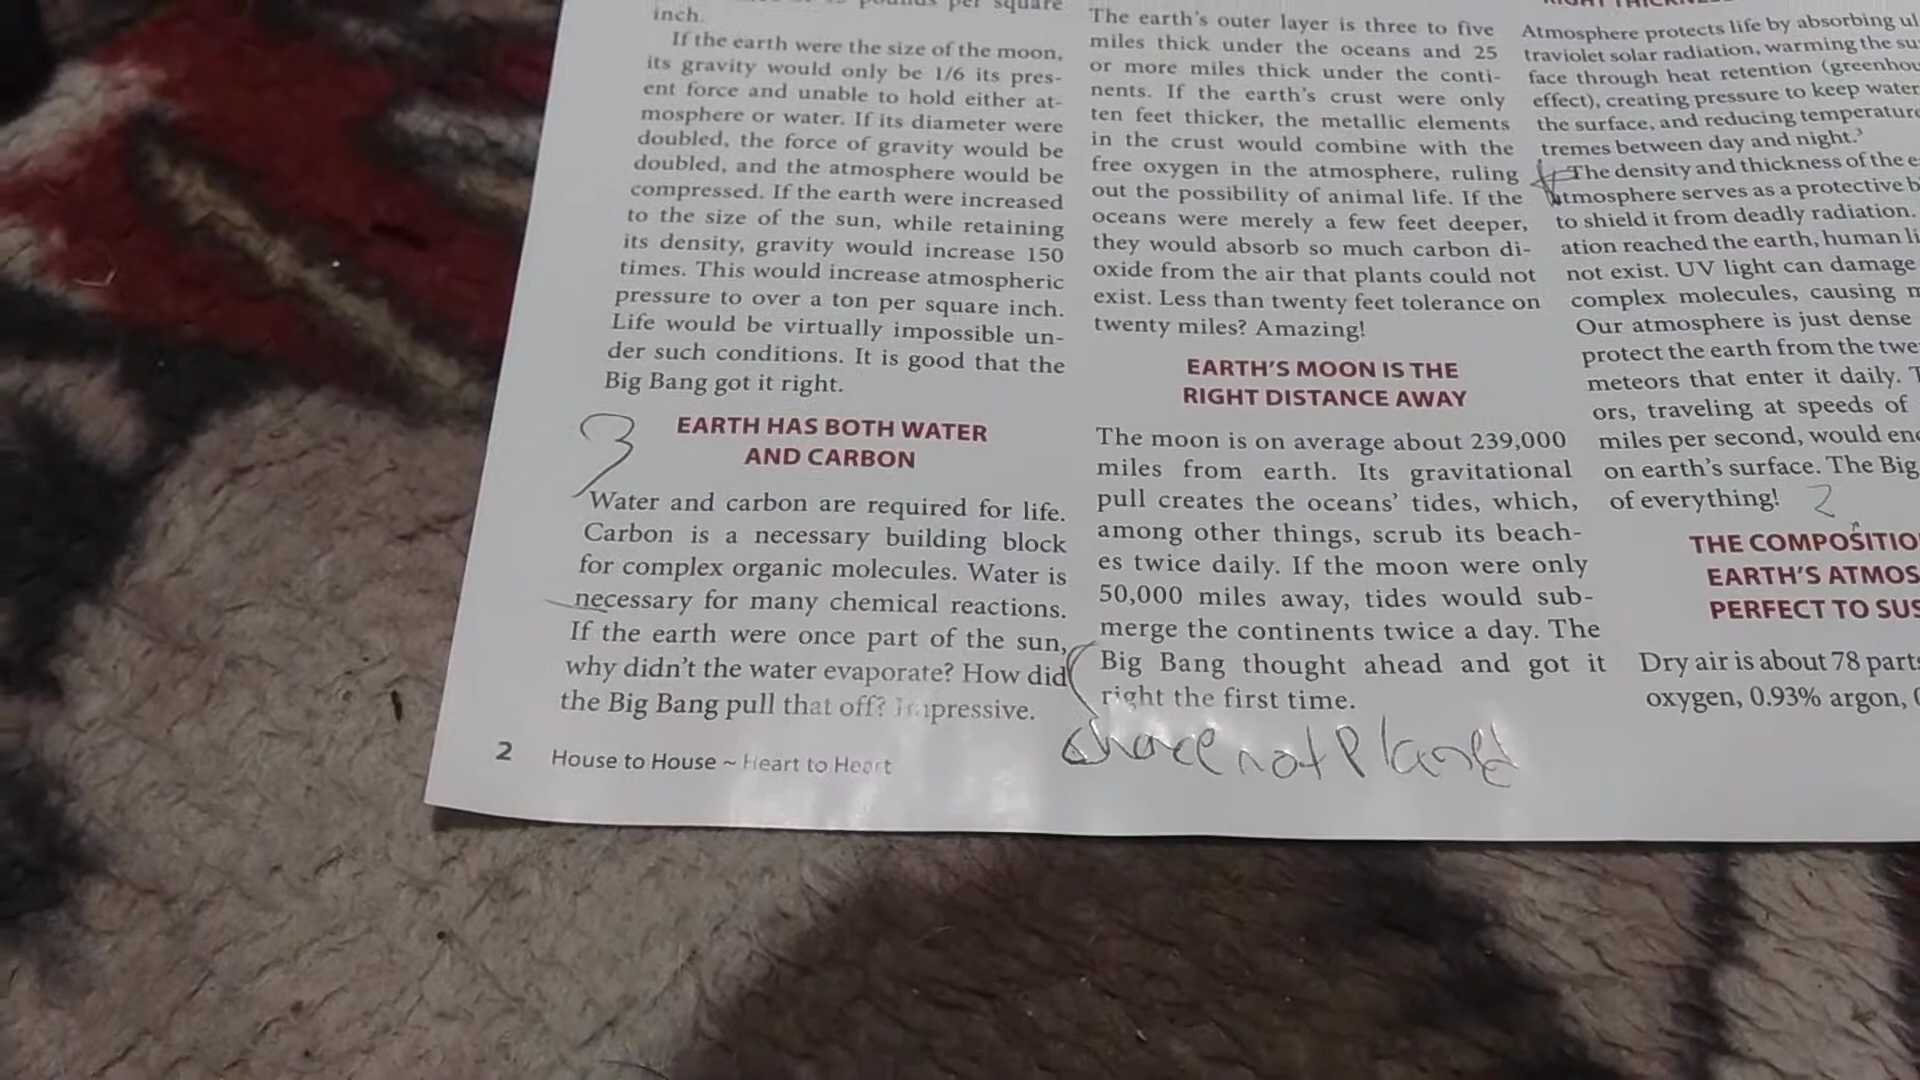 pounds per square
inch.
If the earth were the size of the moon,
its gravity would only be 1/6 its pres-
ent force and unable to hold either at-
mosphere or water. If its diameter were
doubled, the force of gravity would be
doubled, and the atmosphere would be
compressed. If the earth were increased
to the size of the sun, while retaining
its density, gravity would increase 150
times. This would increase atmospheric
pressure to over a ton per square inch.
Life would be virtually impossible un-
der such conditions. It is good that the
Big Bang got it right.
3
EARTH HAS BOTH WATER
AND CARBON
Water and carbon are required for life.
Carbon is a necessary building block
for complex organic molecules. Water is
necessary for many chemical reactions.
If the earth were once part of the sun,
why didn't the water evaporate? How did
the Big Bang pull that off? Impressive.
2 House to House ~ Heart to Heart
The earth's outer layer is three to five
miles thick under the oceans and 25
or more miles thick under the conti-
nents. If the earth's crust were only
ten feet thicker, the metallic elements
in the crust would combine with the
free oxygen in the atmosphere, ruling
out the possibility of animal life. If the
oceans were merely a few feet deeper,
they would absorb so much carbon di-
oxide from the air that plants could not
exist. Less than twenty feet tolerance on
twenty miles? Amazing!
EARTH'S MOON IS THE
RIGHT DISTANCE AWAY
The moon is on average about 239,000
miles from earth. Its gravitational
pull creates the oceans' tides, which,
among other things, scrub its beach-
es twice daily. If the moon were only
50,000 miles away, tides would sub-
merge the continents twice a day. The
Big Bang thought ahead and got it
right the first time.
not
Atmosphere protects life by absorbing ul
traviolet solar radiation, warming the su
face through heat retention (greenhou
effect), creating pressure to keep water
the surface, and reducing temperature
tremes between day and night.³
The density and thickness of the e
atmosphere serves as a protective b
to shield it from deadly radiation.
ation reached the earth, human li
not exist. UV light can damage
complex molecules, causing m
Our atmosphere is just dense
protect the earth from the twe
meteors that enter it daily. T
ors, traveling at speeds of
miles per second, would end
on earth's surface. The Big
of everything! 2
THE COMPOSITIO
EARTH'S ATMOS
PERFECT TO SUS
Dry air is about 78 parts
oxygen, 0.93% argon,